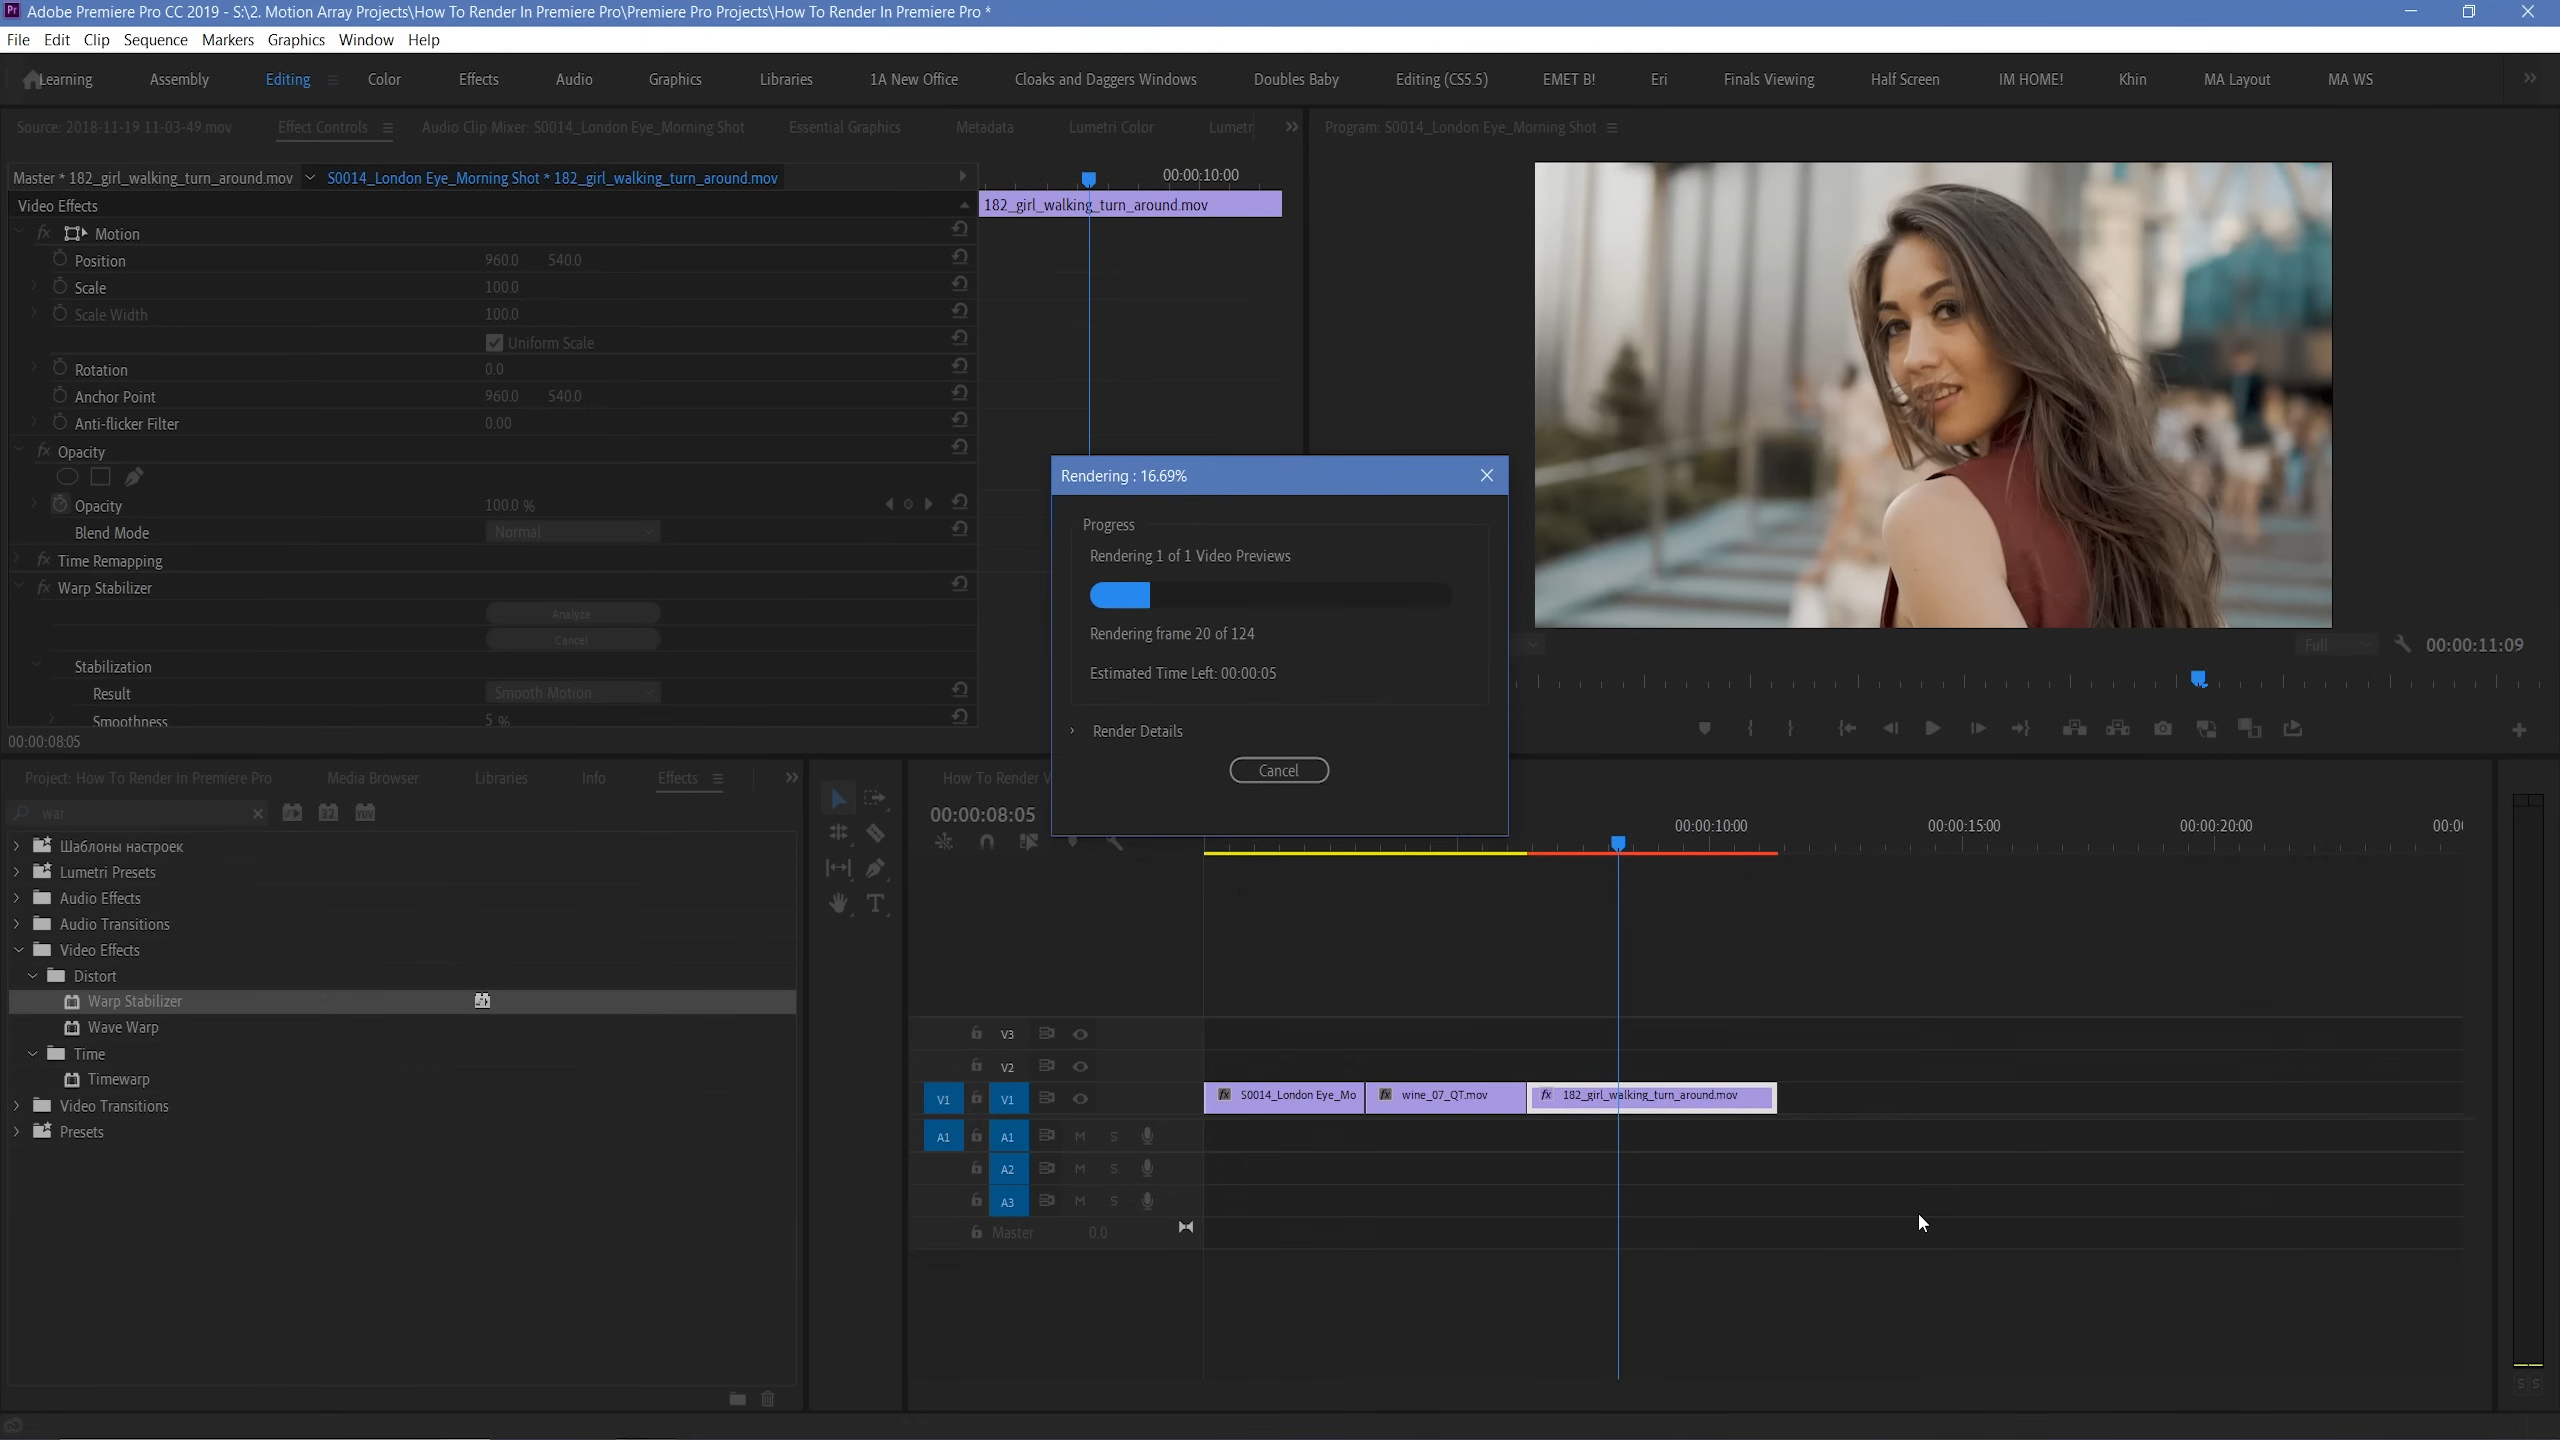 Adobe Premiere Pro CC 2019 - S:\2. Motion Array Projects\How To Render In Premiere Pro\Premiere Pro Projects\How To Render In Premiere Pro *
File Edit Clip Sequence Markers Graphics Window Help
Learning Assembly Editing Color Effects Audio Graphics Libraries 1A New Office Cloaks and Daggers Windows Doubles Baby Editing (CS5.5) EMET B! Eri Finals Viewing Half Screen IM HOME! Khin MA Layout MA WS
Source: 2018-11-19 11-03-49.mov Effect Controls Audio Clip Mixer: S0014_London Eye_Morning Shot Essential Graphics Metadata Lumetri Color Lumetr
Program: S0014_London Eye_Morning Shot
Master * 182_girl_walking_turn_around.mov S0014_London Eye_Morning Shot * 182_girl_walking_turn_around.mov
00:00:10:00
182_girl_walking_turn_around.mov
Video Effects
fx Motion
Position 960.0 540.0
Scale 100.0
Scale Width 100.0
Uniform Scale
Rotation 0.0
Anchor Point 960.0 540.0
Anti-flicker Filter 0.00
fx Opacity
Opacity 100.0 %
Blend Mode Normal
fx Time Remapping
fx Warp Stabilizer
Analyze
Cancel
Stabilization
Result Smooth Motion
Smoothness 5 %
00:00:08:05
Rendering : 16.69%
Progress
Rendering 1 of 1 Video Previews
Rendering frame 20 of 124
Estimated Time Left: 00:00:05
Render Details
Cancel
Full 00:00:11:09
Project: How To Render In Premiere Pro Media Browser Libraries Info Effects
war
32 YUV
Шаблоны настроек
Lumetri Presets
Audio Effects
Audio Transitions
Video Effects
Distort
Warp Stabilizer
Wave Warp
Time
Timewarp
Video Transitions
Presets
How To Render V
00:00:08:05
00:00:10:00 00:00:15:00 00:00:20:00 00:0
V3
V2
V1 V1
fx S0014_London Eye_Mo fx wine_07_QT.mov fx 182_girl_walking_turn_around.mov
A1 A1 M S
A2 M S
A3 M S
Master 0.0
S S